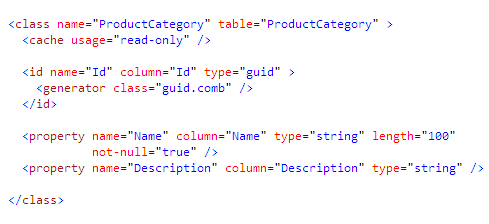 <class name="ProductCategory" table="ProductCategory" >
<cache usage="read-only" />
<id name="Id" column="Id" type="guid" >
<generator class="guid.comb" />
</id>
<property name="Name" column="Name" type="string" length="100"
not-null="true" />
<property name="Description" column="Description" type="string" />
</class>